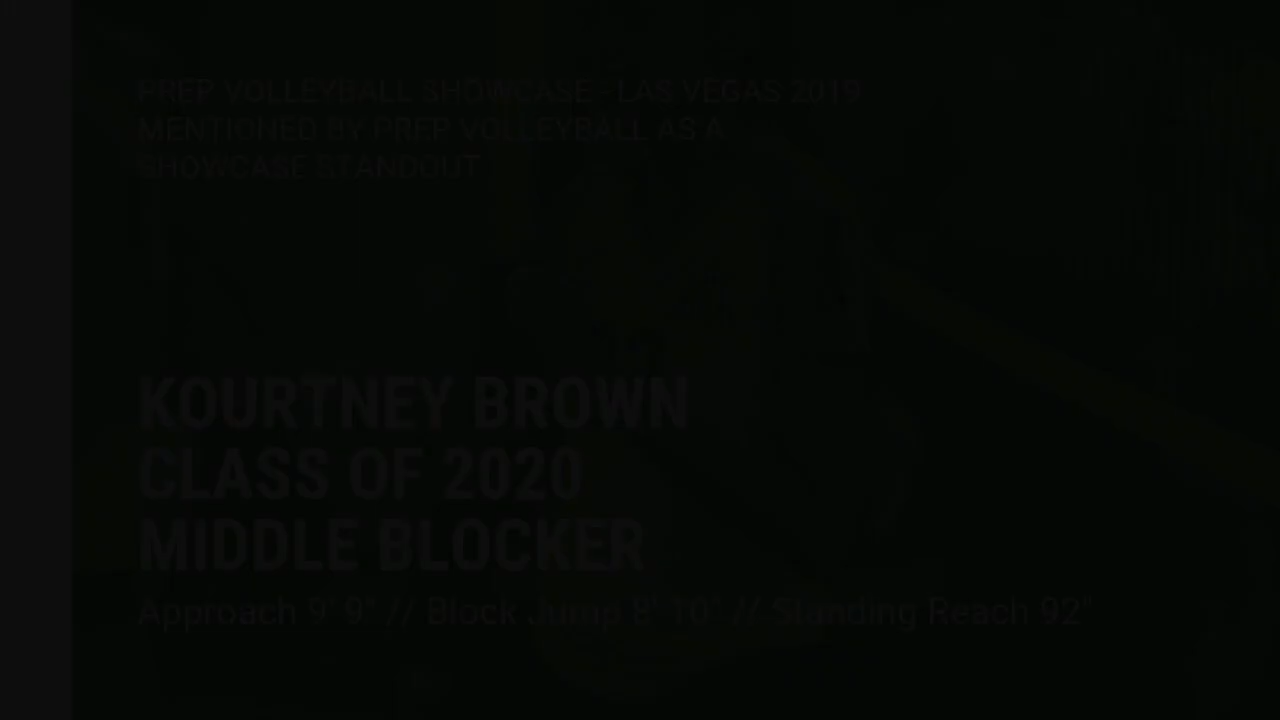 PREP VOLLEYBALL SHOWCASE - LAS VEGAS 2019
MENTIONED BY PREP VOLLEYBALL AS A
SHOWCASE STANDOUT
KOURTNEY BROWN
CLASS OF 2020
MIDDLE BLOCKER
Approach 9' 9" // Block Jump 8' 10" // Standing Reach 92"